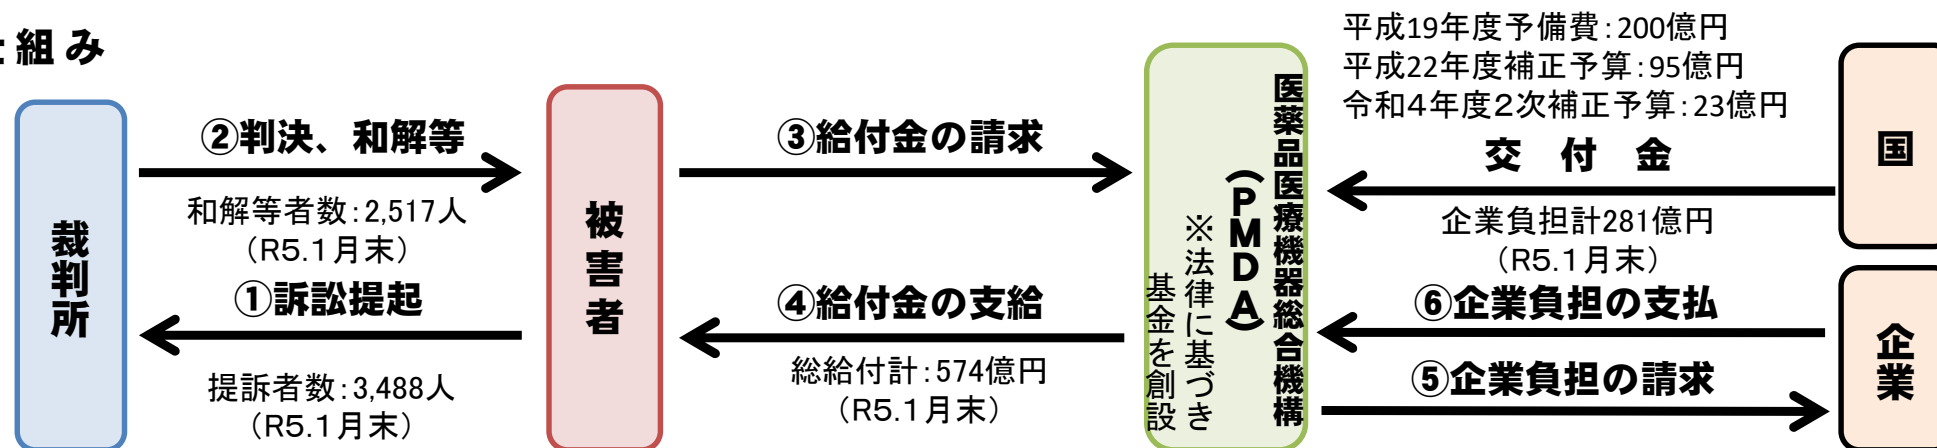 組み
裁判所
②判決、和解等
和解等者数：2,517人
（R5.1月末）
①訴訟提起
提訴者数：3,488人
（R5.1月末）
被害者
③給付金の請求
④給付金の支給
総給付計：574億円
（R5.1月末）
医薬品医療機器総合機構
（PMDA）
※法律に基づき
基金を創設
平成19年度予備費：200億円
平成22年度補正予算：95億円
令和４年度２次補正予算：23億円
交　付　金
企業負担計281億円
（R5.1月末）
⑥企業負担の支払
⑤企業負担の請求
国
企業